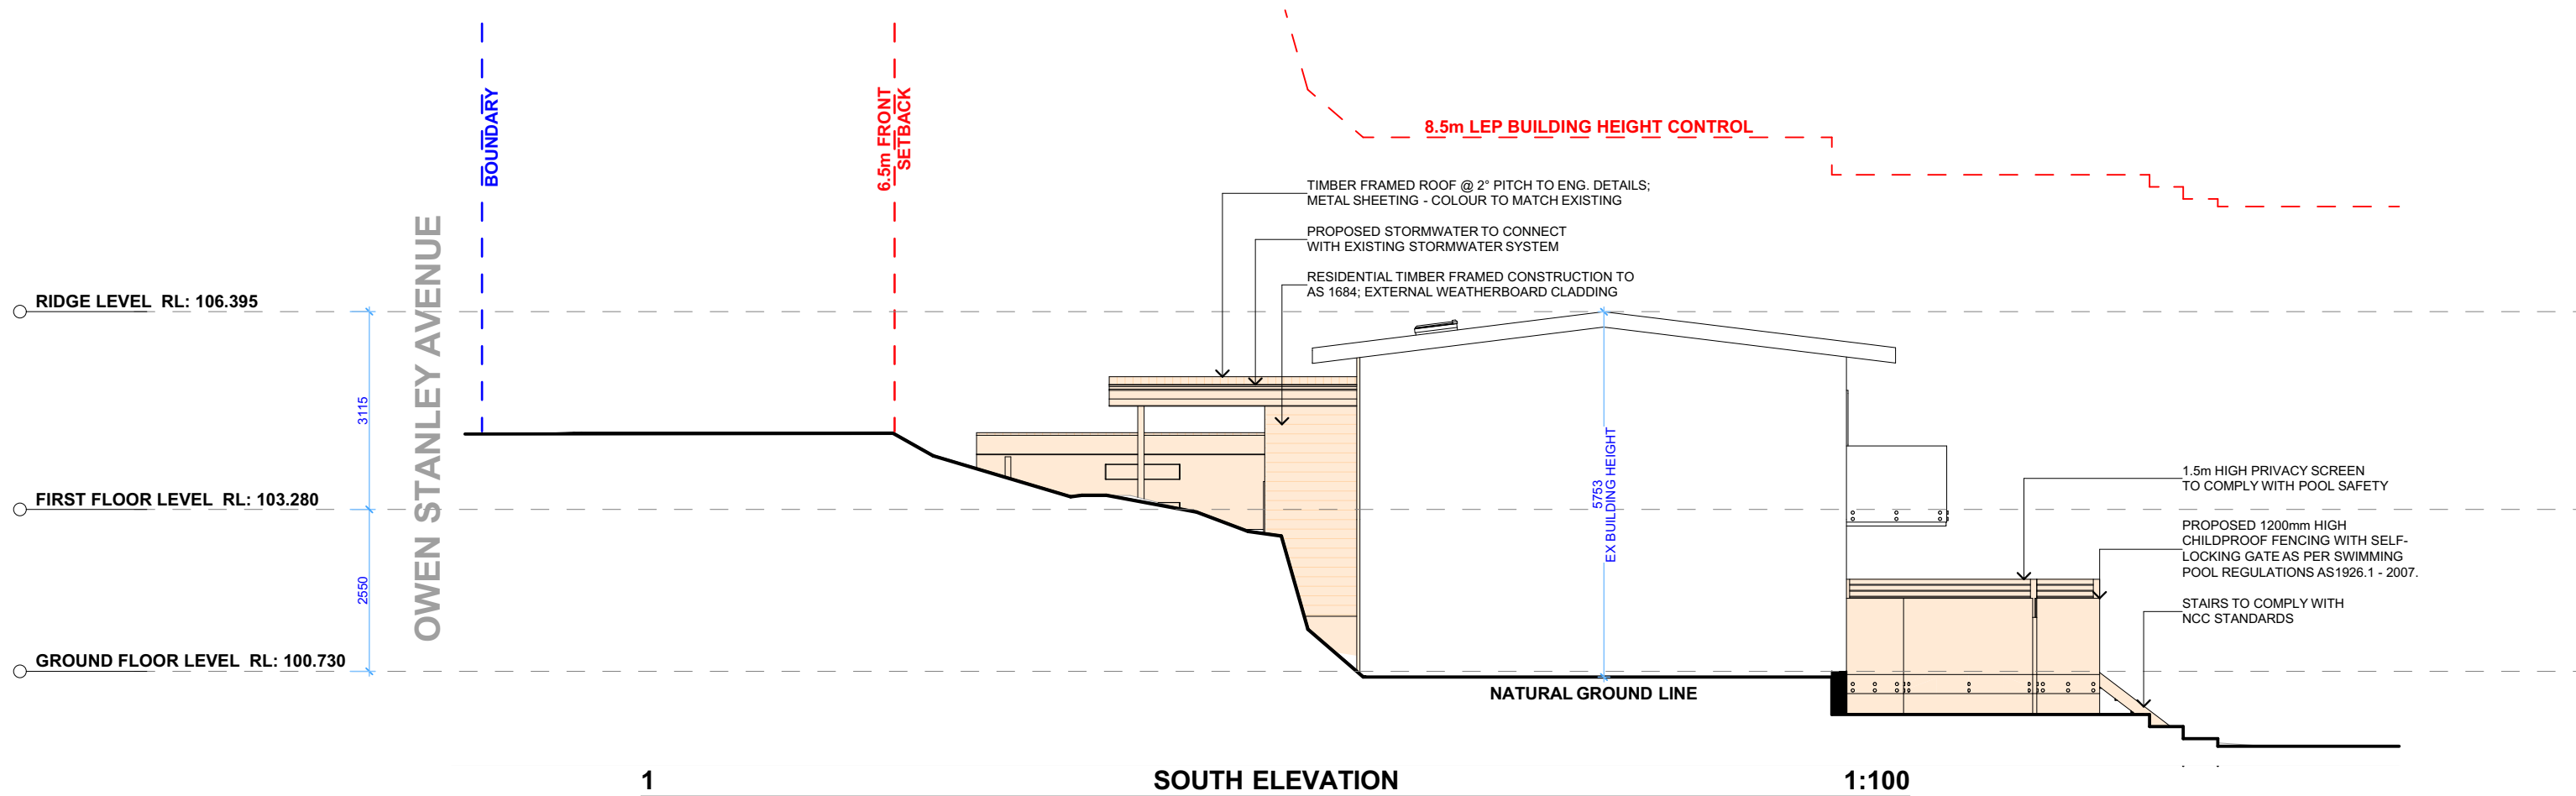 BOUNDARY
6.5m FRONT
SETBACK
8.5m LEP BUILDING HEIGHT CONTROL
TIMBER FRAMED ROOF @ 2° PITCH TO ENG. DETAILS;
METAL SHEETING - COLOUR TO MATCH EXISTING
PROPOSED STORMWATER TO CONNECT
WITH EXISTING STORMWATER SYSTEM
RESIDENTIAL TIMBER FRAMED CONSTRUCTION TO
AS 1684; EXTERNAL WEATHERBOARD CLADDING
RIDGE LEVEL RL: 106.395
OWEN STANLEY AVENUE
3115
FIRST FLOOR LEVEL RL: 103.280
5753
EX BUILDING HEIGHT
1.5m HIGH PRIVACY SCREEN
TO COMPLY WITH POOL SAFETY
PROPOSED 1200mm HIGH
CHILDPROOF FENCING WITH SELF-
LOCKING GATE AS PER SWIMMING
POOL REGULATIONS AS1926.1 - 2007.
2550
STAIRS TO COMPLY WITH
NCC STANDARDS
GROUND FLOOR LEVEL RL: 100.730
NATURAL GROUND LINE
1 SOUTH ELEVATION 1:100